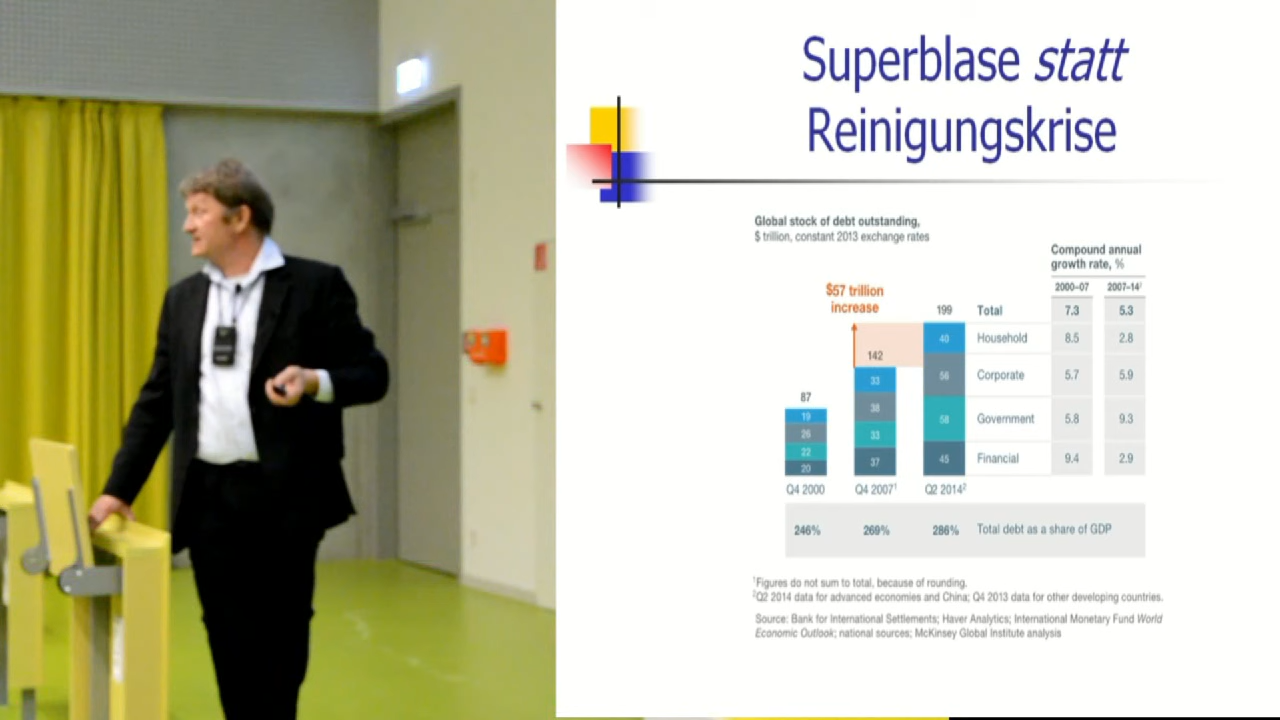 Superblase statt
Reinigungskrise
Global stock of debt outstanding,
$ trillion, constant 2013 exchange rates
Compound annual
growth rate, %
2000–07 2007–14¹
$57 trillion
increase
199 Total 7.3 5.3
40 Household 8.5 2.8
142
33
56 Corporate 5.7 5.9
87
38
19
26
33
58 Government 5.8 9.3
22
37
45 Financial 9.4 2.9
20
Q4 2000 Q4 2007¹ Q2 2014²
246% 269% 286% Total debt as a share of GDP
¹Figures do not sum to total, because of rounding.
²Q2 2014 data for advanced economies and China; Q4 2013 data for other developing countries.
Source: Bank for International Settlements; Haver Analytics; International Monetary Fund World
Economic Outlook; national sources; McKinsey Global Institute analysis